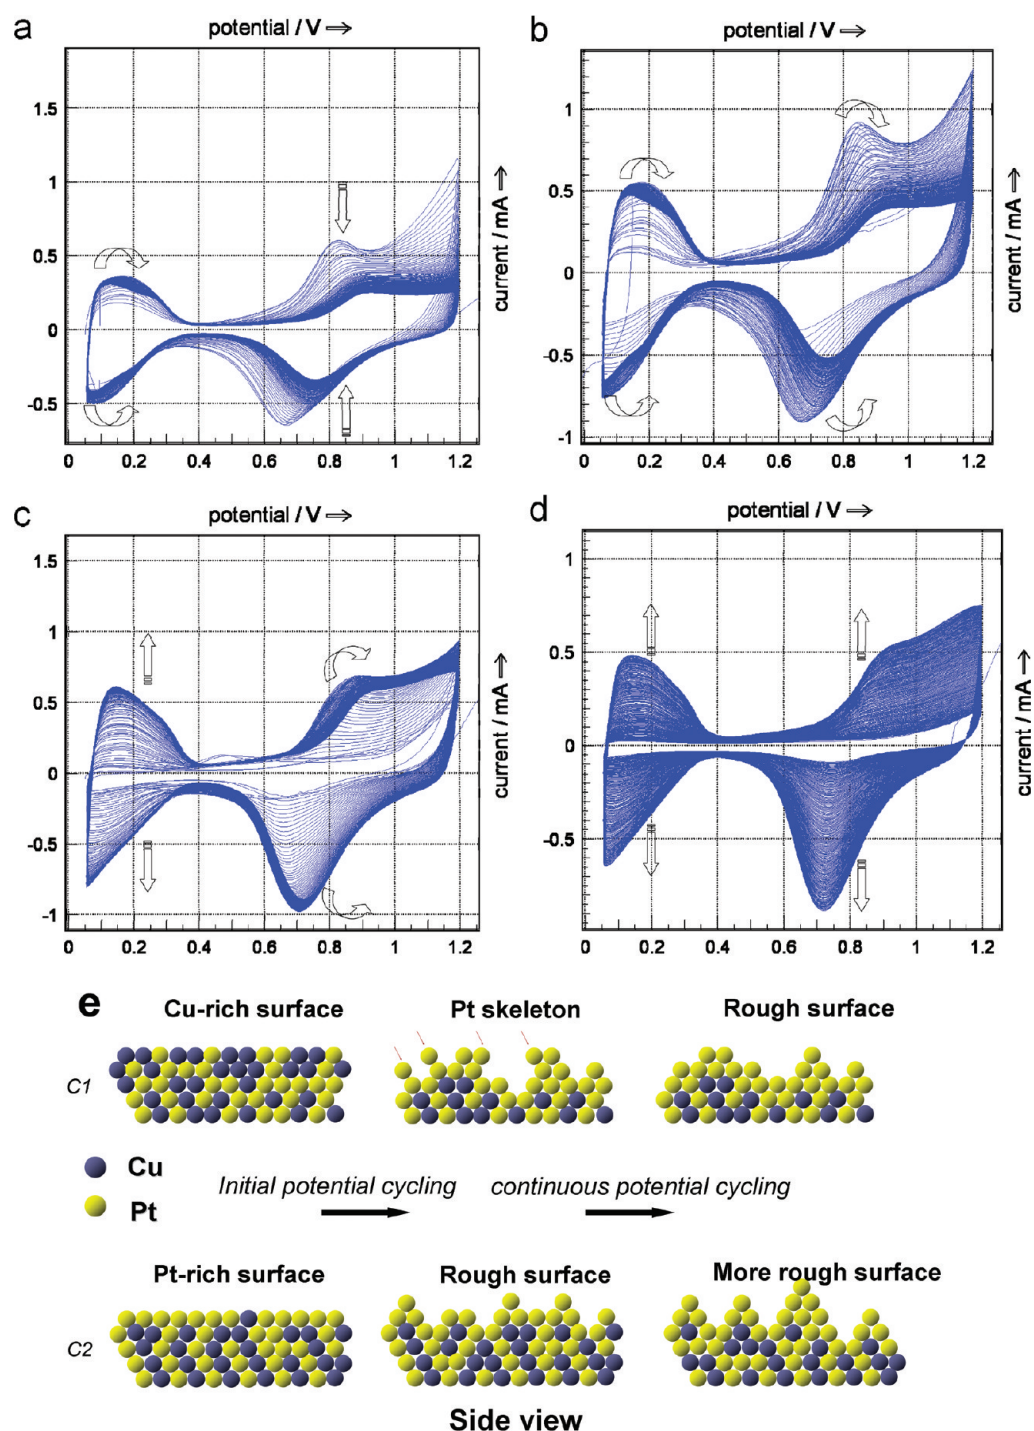 a
potential / V ⇒
1.5
1
0.5
0
-0.5
0 0.2 0.4 0.6 0.8 1 1.2
current / mA ⇒
b
potential / V ⇒
1
0.5
0
-0.5
-1
0 0.2 0.4 0.6 0.8 1 1.2
current / mA ⇒
c
potential / V ⇒
1.5
1
0.5
0
-0.5
-1
0 0.2 0.4 0.6 0.8 1 1.2
current / mA ⇒
d
potential / V ⇒
1
0.5
0
-0.5
0 0.2 0.4 0.6 0.8 1 1.2
current / mA ⇒
e
Cu-rich surface Pt skeleton Rough surface
C1
Cu
Pt
Initial potential cycling continuous potential cycling
Pt-rich surface Rough surface More rough surface
C2
Side view